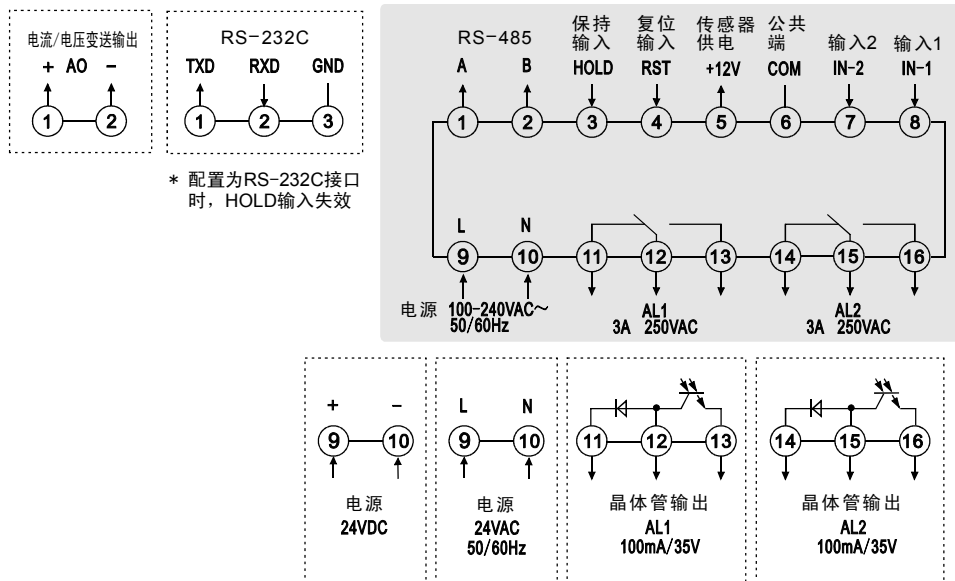 电流/电压变送输出
+ AO −
1 2
RS-232C
TXD RXD GND
1 2 3
* 配置为RS-232C接口
时，HOLD输入失效
RS-485
保持
输入
复位
输入
传感器
供电
公共
端
输入2
输入1
A B HOLD RST +12V COM IN-2 IN-1
1 2 3 4 5 6 7 8
L N
9 10 11 12 13 14 15 16
电源 100-240VAC~
50/60Hz
AL1
3A 250VAC
AL2
3A 250VAC
+ −
9 10
电源
24VDC
L N
9 10
电源
24VAC
50/60Hz
11 12 13
晶体管输出
AL1
100mA/35V
14 15 16
晶体管输出
AL2
100mA/35V